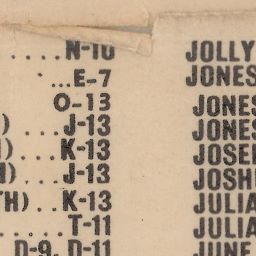 .....N-10 JOLLY
...E-7 JONES
O-13 JONES
) ...J-13 JONES
)...K-13 JOSE
)...J-13 JOSH
TH)..K-13 JULIA
.....T-11 JULIA
D-9, D-11 JUNE